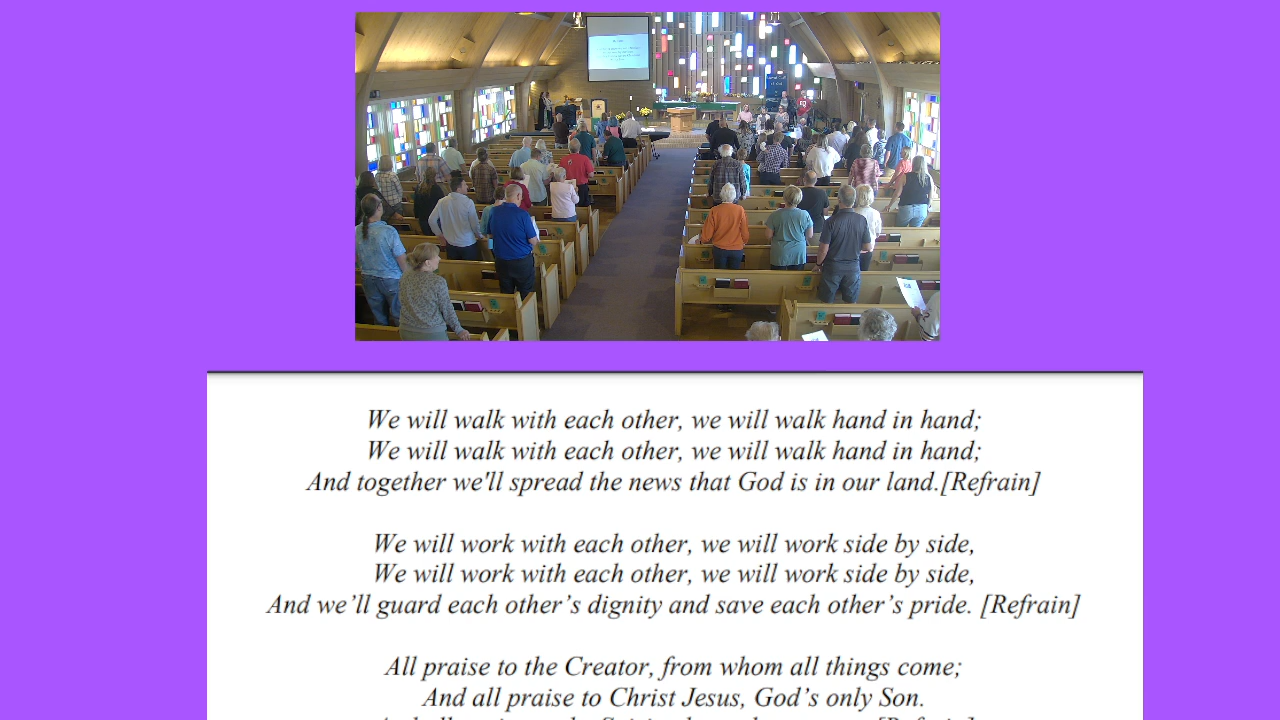 We will walk with each other, we will walk hand in hand;
We will walk with each other, we will walk hand in hand;
And together we'll spread the news that God is in our land.[Refrain]
We will work with each other, we will work side by side,
We will work with each other, we will work side by side,
And we’ll guard each other’s dignity and save each other’s pride. [Refrain]
All praise to the Creator, from whom all things come;
And all praise to Christ Jesus, God’s only Son.